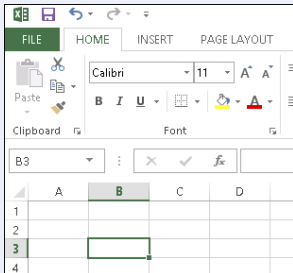 FILE HOME INSERT PAGE LAYOUT
Calibri 11 A A
Paste B I U A
Clipboard Font
B3 fx
A B C D
1
2
3
4